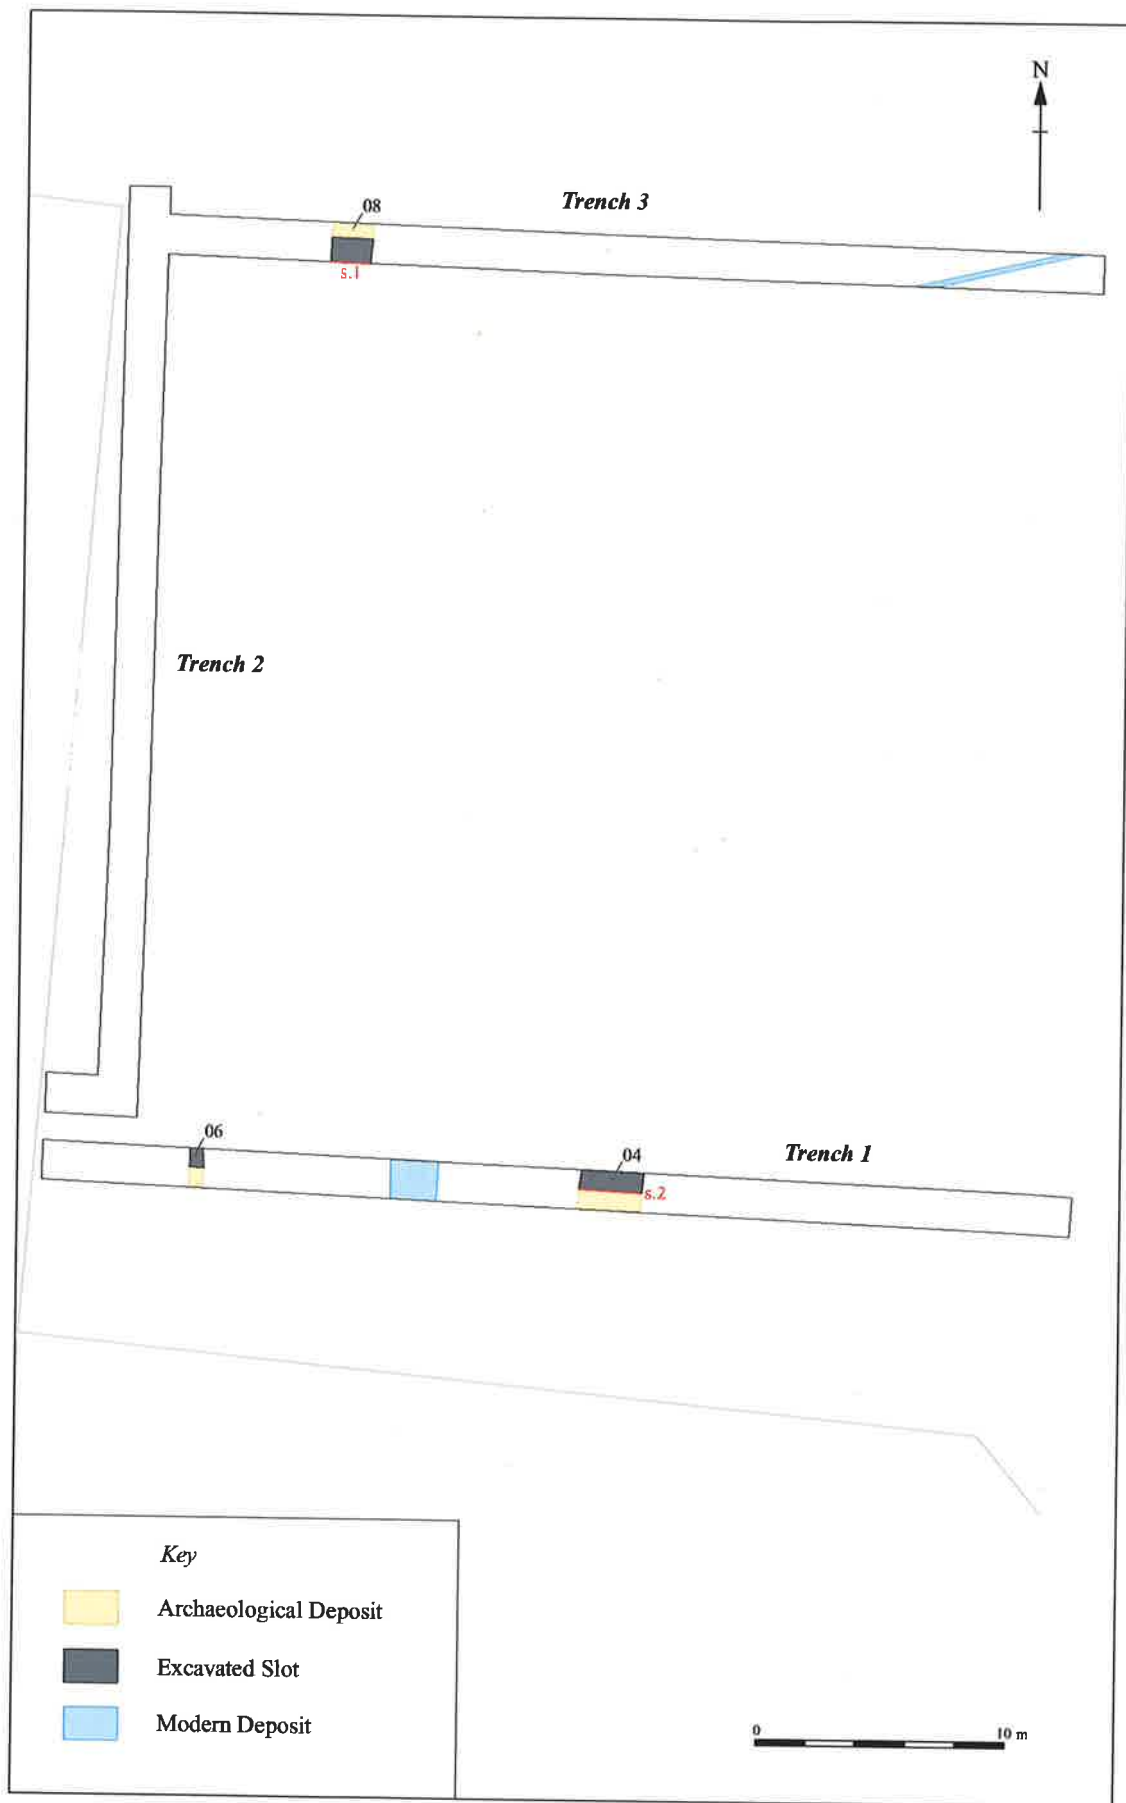 N
Trench 3
08
s.1
Trench 2
06
04
Trench 1
s.2
Key
Archaeological Deposit
Excavated Slot
Modern Deposit
0 10 m